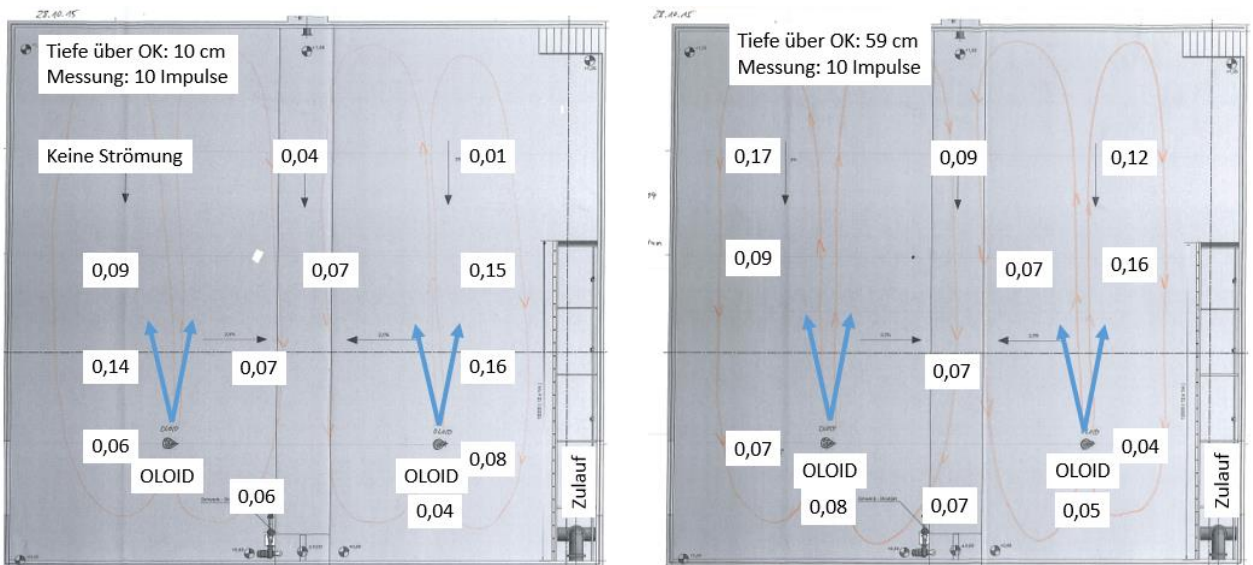 28.10.15
Tiefe über OK: 10 cm
Messung: 10 Impulse
Keine Strömung
0,04
0,01
0,09
0,07
0,15
0,14
0,07
0,16
0,06
OLOID
OLOID
OLOID
OLOID
0,08
0,06
0,04
Zulauf
28.10.15
Tiefe über OK: 59 cm
Messung: 10 Impulse
0,17
0,09
0,12
0,09
0,07
0,16
0,07
0,07
OLOID
OLOID
OLOID
OLOID
0,04
0,08
0,07
0,05
Zulauf